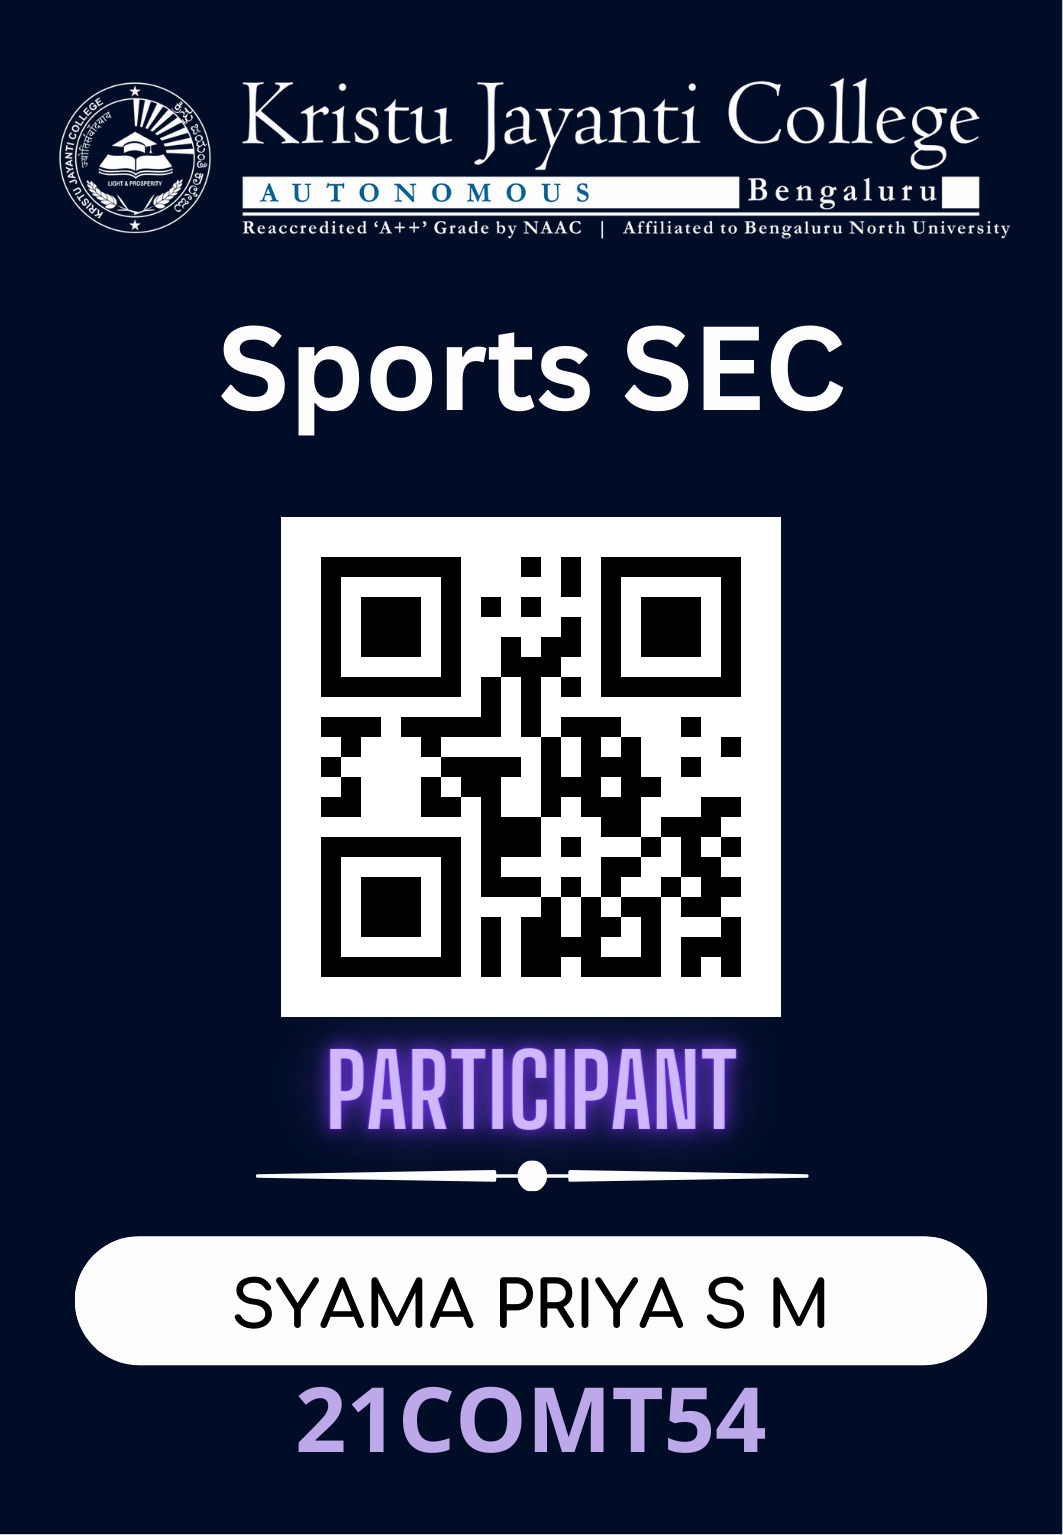 KRISTU JAYANTI COLLEGE
ಕ್ರಿಸ್ತು ಜಯಂತಿ ಕಾಲೇಜು
LIGHT & PROSPERITY
Kristu Jayanti College
AUTONOMOUS Bengaluru
Reaccredited ‘A++’ Grade by NAAC | Affiliated to Bengaluru North University
Sports SEC
PARTICIPANT
SYAMA PRIYA S M
21COMT54